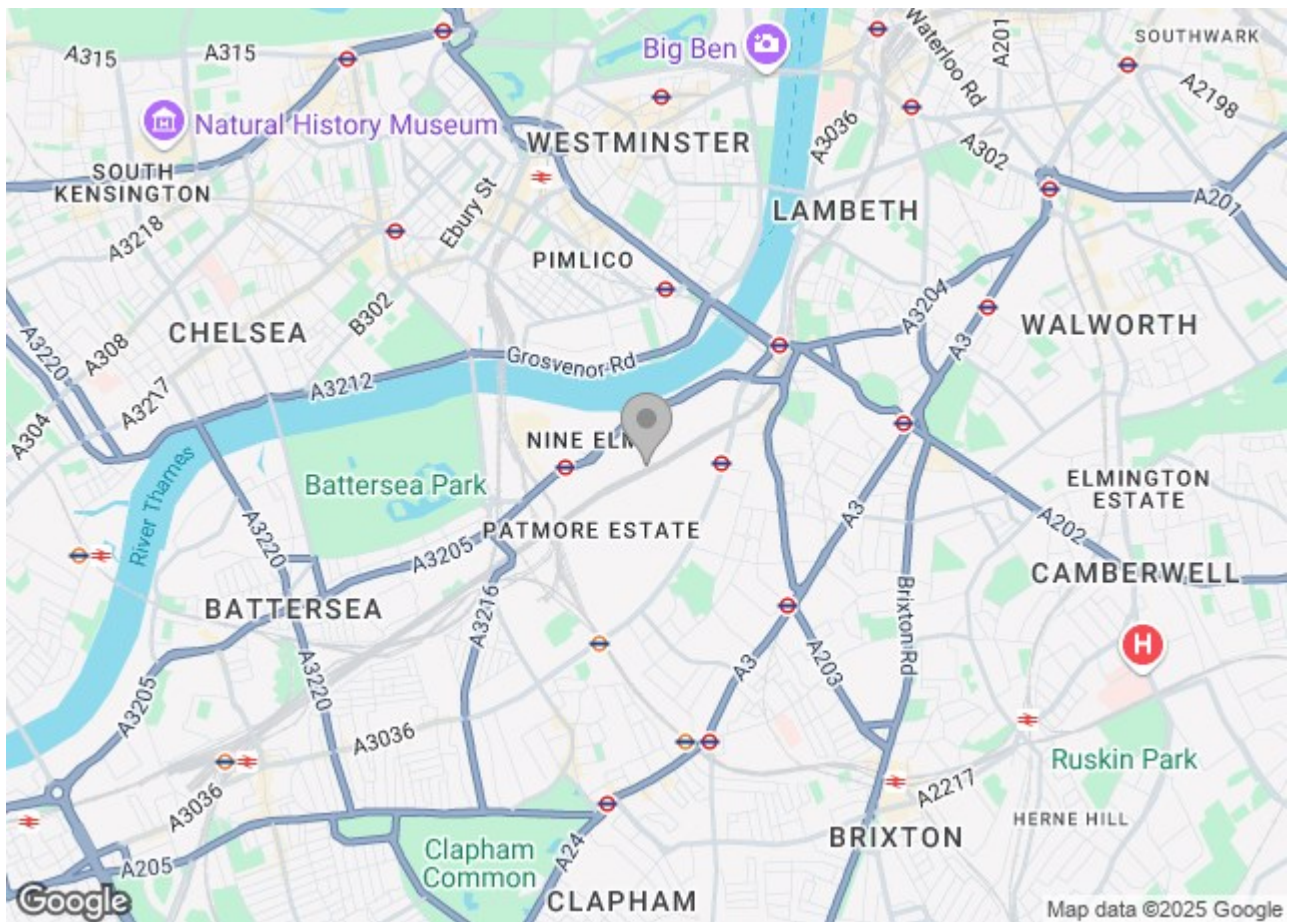 A315
A315
Big Ben
Waterloo Rd
A201
SOUTHWARK
A2198
Natural History Museum
WESTMINSTER
A3036
A302
SOUTH
KENSINGTON
Ebury St
LAMBETH
A201
A3218
PIMLICO
B302
A3204
CHELSEA
WALWORTH
A3220
A308
A3217
A3
Grosvenor Rd
A3212
A304
NINE ELM
River Thames
Battersea Park
ELMINGTON
ESTATE
A3220
PATMORE ESTATE
A3
A202
A3205
CAMBERWELL
BATTERSEA
A3216
Brixton Rd
H
A3220
A3
A203
A3205
A3036
Ruskin Park
A3036
A2217
HERNE HILL
BRIXTON
A205
Clapham
Common
A24
CLAPHAM
Google
Map data ©2025 Google